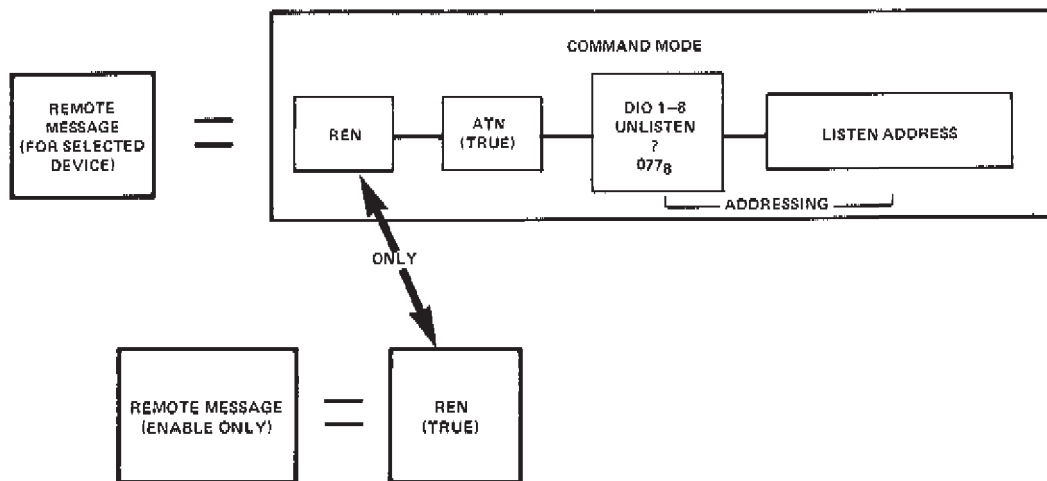 COMMAND MODE
REMOTE
MESSAGE
(FOR SELECTED
DEVICE)
=
REN
ATN
(TRUE)
DIO 1–8
UNLISTEN
?
077₈
LISTEN ADDRESS
ADDRESSING
ONLY
REMOTE MESSAGE
(ENABLE ONLY)
=
REN
(TRUE)